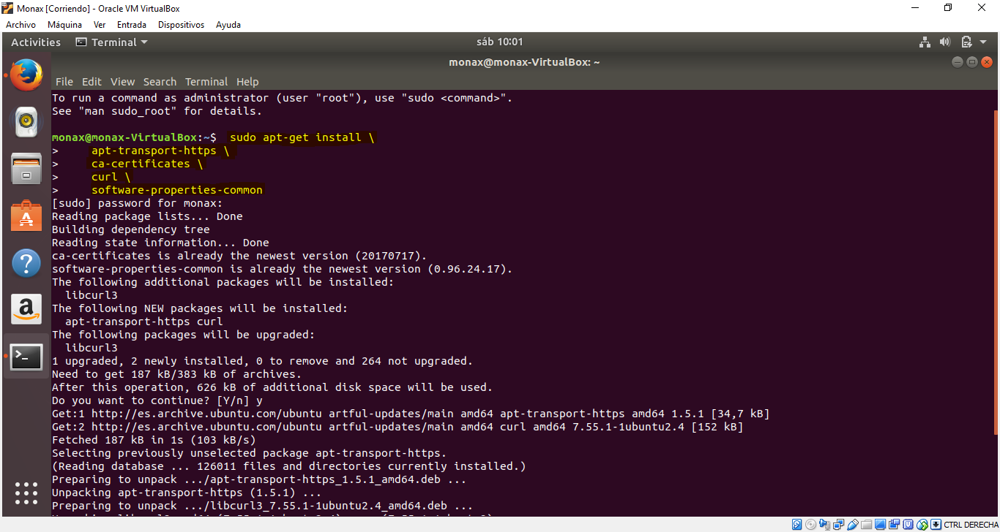 Monax [Corriendo] - Oracle VM VirtualBox
Archivo Máquina Ver Entrada Dispositivos Ayuda
Activities Terminal sáb 10:01
monax@monax-VirtualBox: ~
File Edit View Search Terminal Help
To run a command as administrator (user "root"), use "sudo <command>".
See "man sudo_root" for details.
monax@monax-VirtualBox:~$ sudo apt-get install \
> apt-transport-https \
> ca-certificates \
> curl \
> software-properties-common
[sudo] password for monax:
Reading package lists... Done
Building dependency tree
Reading state information... Done
ca-certificates is already the newest version (20170717).
software-properties-common is already the newest version (0.96.24.17).
The following additional packages will be installed:
libcurl3
The following NEW packages will be installed:
apt-transport-https curl
The following packages will be upgraded:
libcurl3
1 upgraded, 2 newly installed, 0 to remove and 264 not upgraded.
Need to get 187 kB/383 kB of archives.
After this operation, 626 kB of additional disk space will be used.
Do you want to continue? [Y/n] y
Get:1 http://es.archive.ubuntu.com/ubuntu artful-updates/main amd64 apt-transport-https amd64 1.5.1 [34,7 kB]
Get:2 http://es.archive.ubuntu.com/ubuntu artful-updates/main amd64 curl amd64 7.55.1-1ubuntu2.4 [152 kB]
Fetched 187 kB in 1s (103 kB/s)
Selecting previously unselected package apt-transport-https.
(Reading database ... 126011 files and directories currently installed.)
Preparing to unpack .../apt-transport-https_1.5.1_amd64.deb ...
Unpacking apt-transport-https (1.5.1) ...
Preparing to unpack .../libcurl3_7.55.1-1ubuntu2.4_amd64.deb ...
CTRL DERECHA